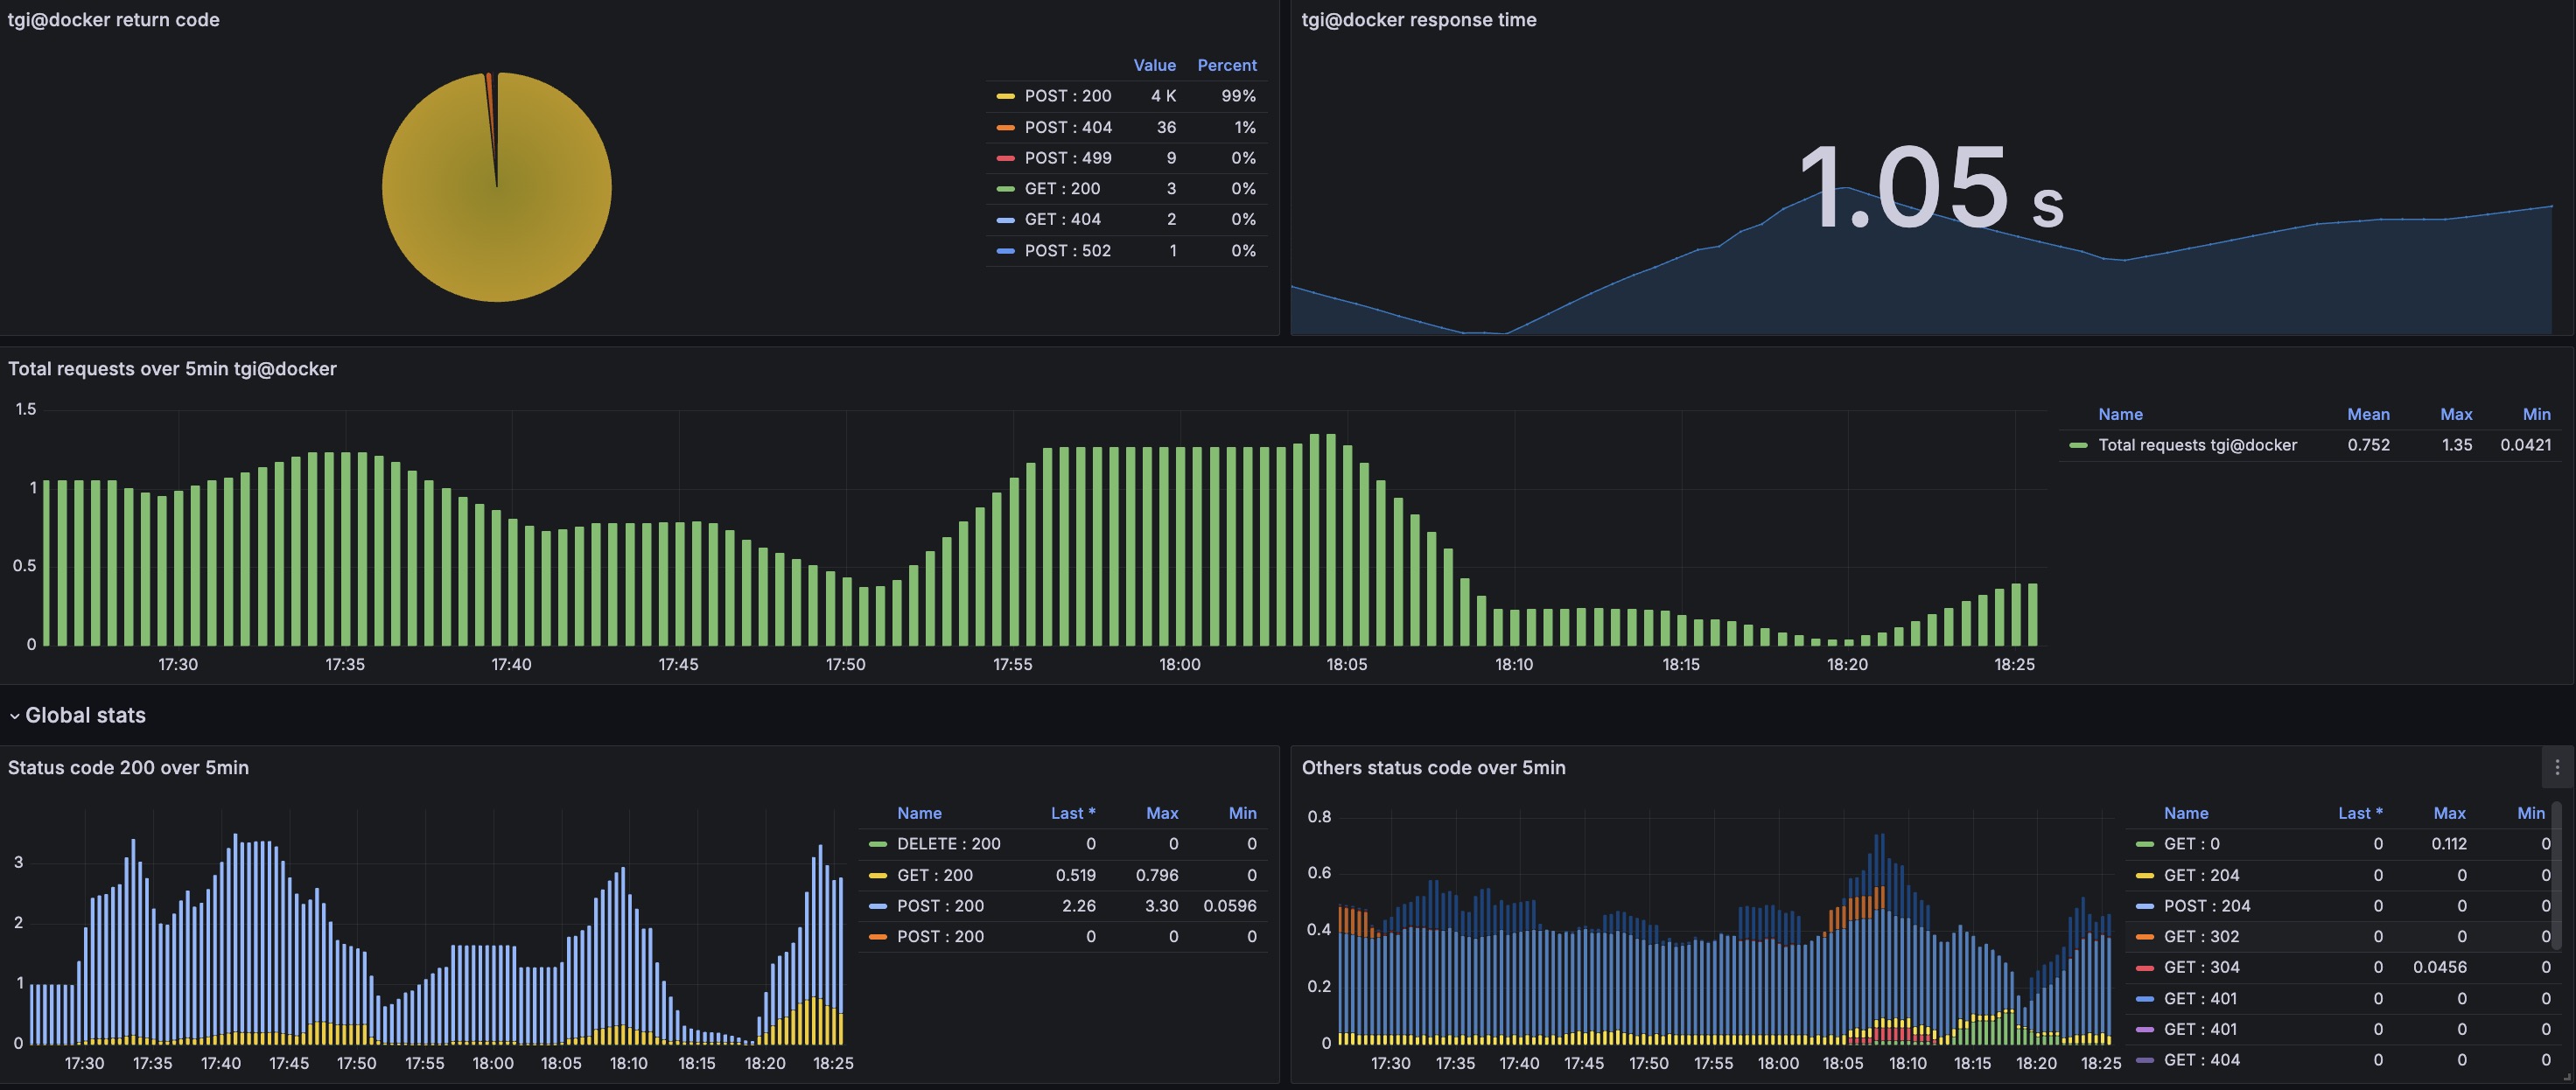 tgi@docker return code
Value Percent
POST : 200 4 K 99%
POST : 404 36 1%
POST : 499 9 0%
GET : 200 3 0%
GET : 404 2 0%
POST : 502 1 0%
tgi@docker response time
1.05 s
Total requests over 5min tgi@docker
1.5
1
0.5
0
17:30 17:35 17:40 17:45 17:50 17:55 18:00 18:05 18:10 18:15 18:20 18:25
Name Mean Max Min
Total requests tgi@docker 0.752 1.35 0.0421
Global stats
Status code 200 over 5min
3
2
1
0
17:30 17:35 17:40 17:45 17:50 17:55 18:00 18:05 18:10 18:15 18:20 18:25
Name Last * Max Min
DELETE : 200 0 0 0
GET : 200 0.519 0.796 0
POST : 200 2.26 3.30 0.0596
POST : 200 0 0 0
Others status code over 5min
0.8
0.6
0.4
0.2
0
17:30 17:35 17:40 17:45 17:50 17:55 18:00 18:05 18:10 18:15 18:20 18:25
Name Last * Max Min
GET : 0 0 0.112 0
GET : 204 0 0 0
POST : 204 0 0 0
GET : 302 0 0 0
GET : 304 0 0.0456 0
GET : 401 0 0 0
GET : 401 0 0 0
GET : 404 0 0 0